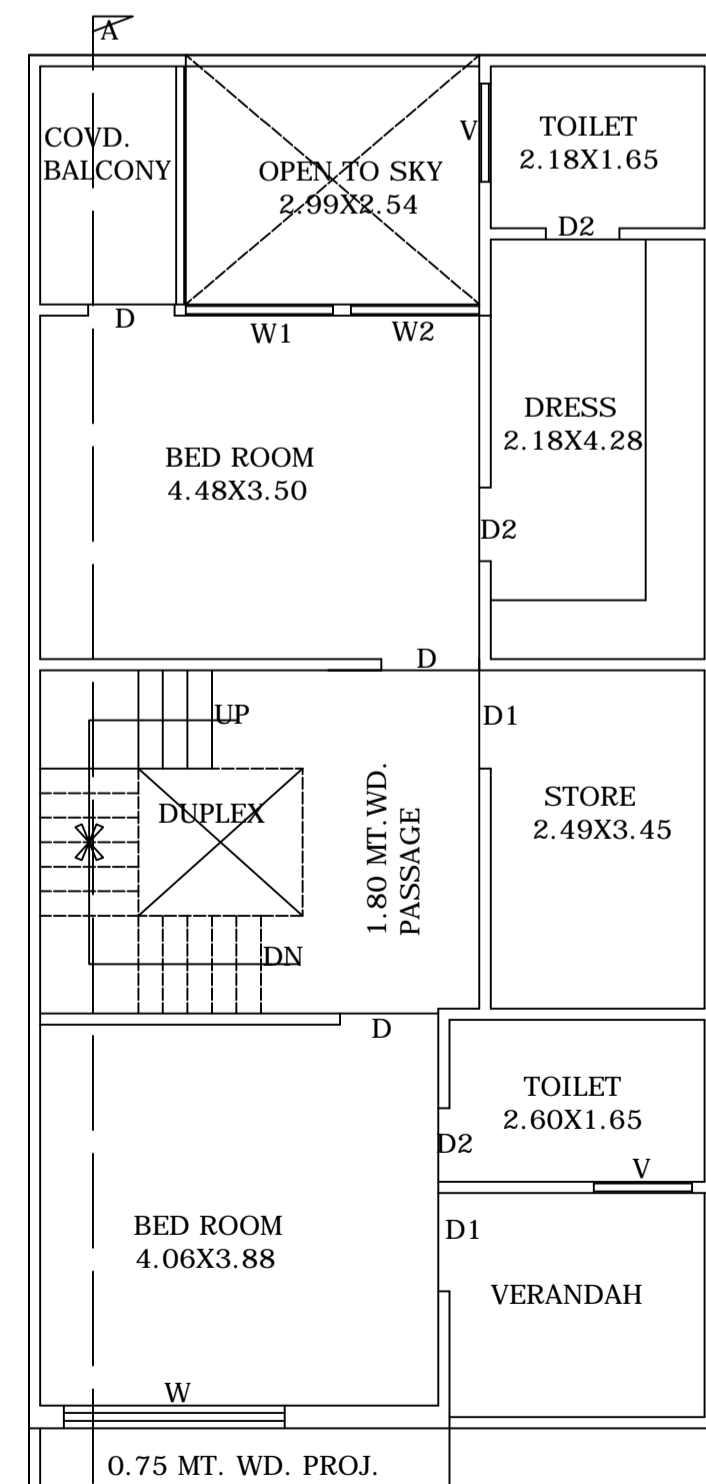 A
COVD.
BALCONY
OPEN TO SKY
2.99X2.54
V
TOILET
2.18X1.65
D2
D
W1
W2
BED ROOM
4.48X3.50
DRESS
2.18X4.28
D2
D
UP
D1
DUPLEX
1.80 MT.WD.
PASSAGE
STORE
2.49X3.45
DN
D
TOILET
2.60X1.65
D2
V
BED ROOM
4.06X3.88
D1
VERANDAH
W
0.75 MT. WD. PROJ.